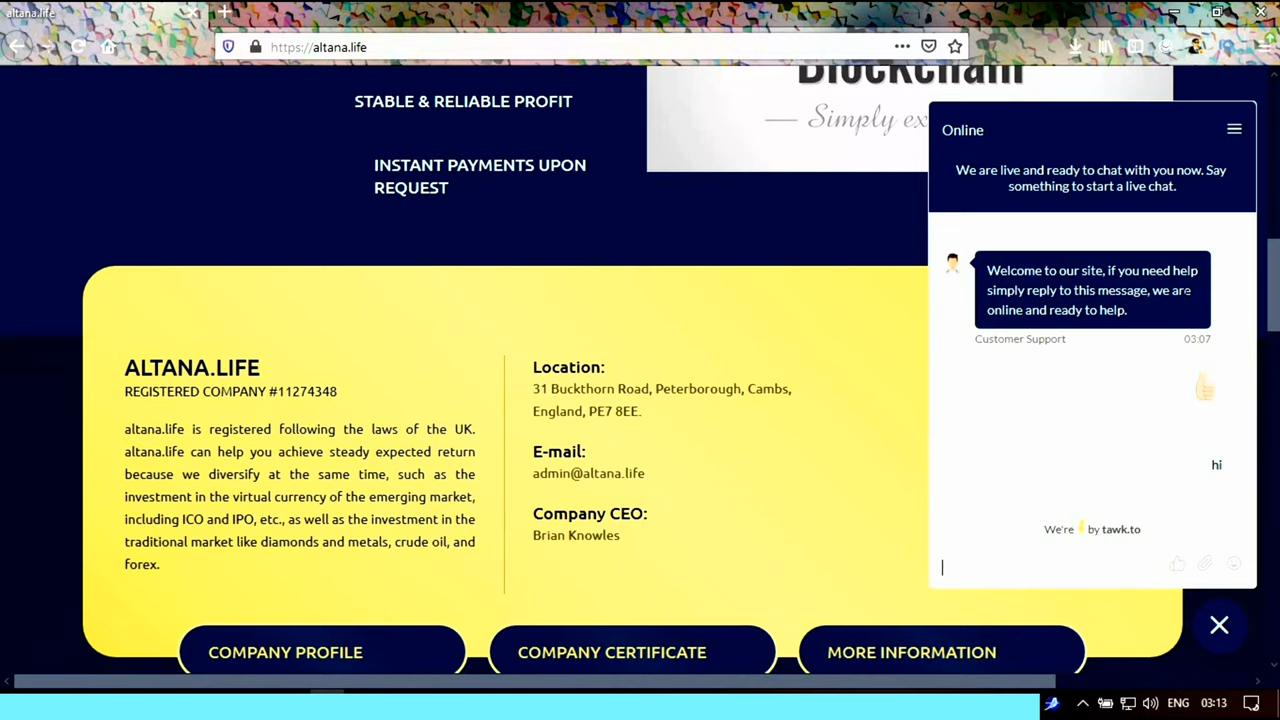 altana.life
https://altana.life
Blockchain
STABLE & RELIABLE PROFIT
— Simply ex
INSTANT PAYMENTS UPON
REQUEST
Online
We are live and ready to chat with you now. Say
something to start a live chat.
Welcome to our site, if you need help
simply reply to this message, we are
online and ready to help.
Customer Support 03:07
hi
We're by tawk.to
ALTANA.LIFE
REGISTERED COMPANY #11274348
altana.life is registered following the laws of the UK.
altana.life can help you achieve steady expected return
because we diversify at the same time, such as the
investment in the virtual currency of the emerging market,
including ICO and IPO, etc., as well as the investment in the
traditional market like diamonds and metals, crude oil, and
forex.
Location:
31 Buckthorn Road, Peterborough, Cambs,
England, PE7 8EE.
E-mail:
admin@altana.life
Company CEO:
Brian Knowles
COMPANY PROFILE
COMPANY CERTIFICATE
MORE INFORMATION
ENG 03:13